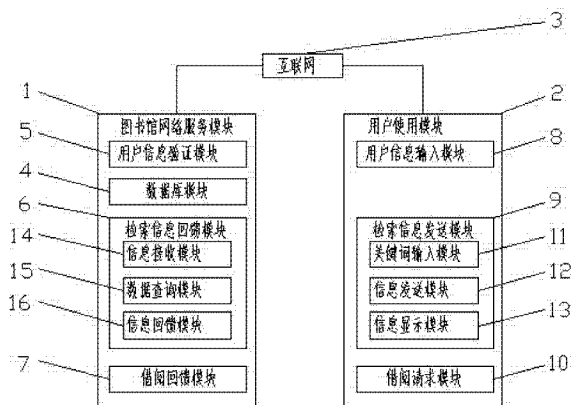 3
互联网
1
图书馆网络服务模块
5
用户信息验证模块
4
数据库模块
6
检索信息回馈模块
14
信息接收模块
15
数据查询模块
16
信息回馈模块
7
借阅回馈模块
2
用户使用模块
8
用户信息输入模块
9
检索信息发送模块
11
关键词输入模块
12
信息发送模块
13
信息显示模块
10
借阅请求模块